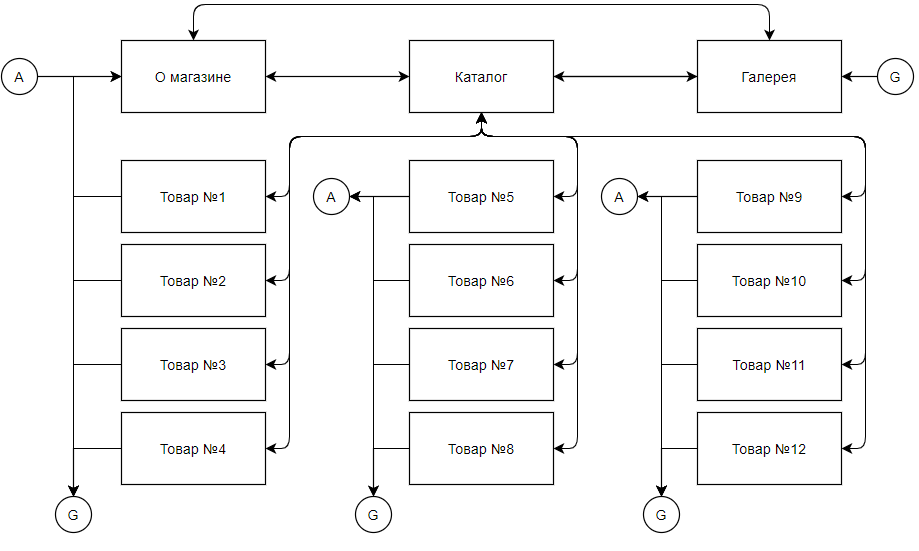 A
О магазине
Каталог
Галерея
G
Товар №1
A
Товар №5
A
Товар №9
Товар №2
Товар №6
Товар №10
Товар №3
Товар №7
Товар №11
Товар №4
Товар №8
Товар №12
G
G
G